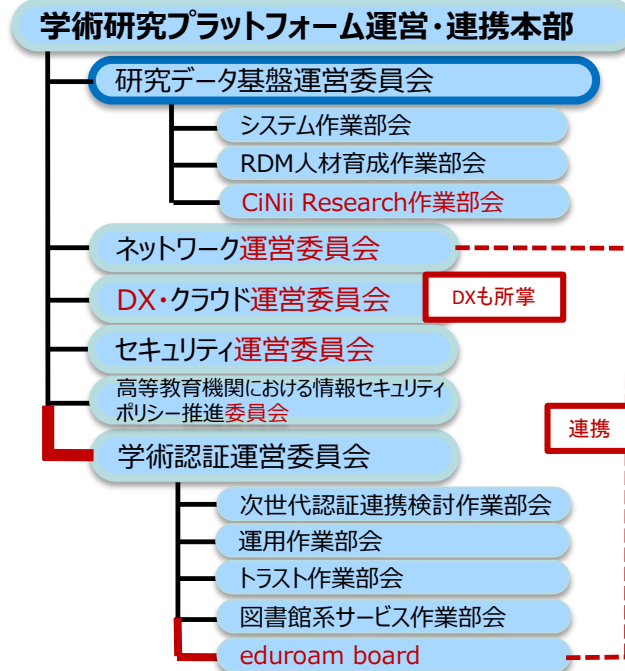 学術研究プラットフォーム運営・連携本部
研究データ基盤運営委員会
システム作業部会
RDM人材育成作業部会
CiNii Research作業部会
ネットワーク運営委員会
DX・クラウド運営委員会
DXも所掌
セキュリティ運営委員会
高等教育機関における情報セキュリティ
ポリシー推進委員会
連携
学術認証運営委員会
次世代認証連携検討作業部会
運用作業部会
トラスト作業部会
図書館系サービス作業部会
eduroam board